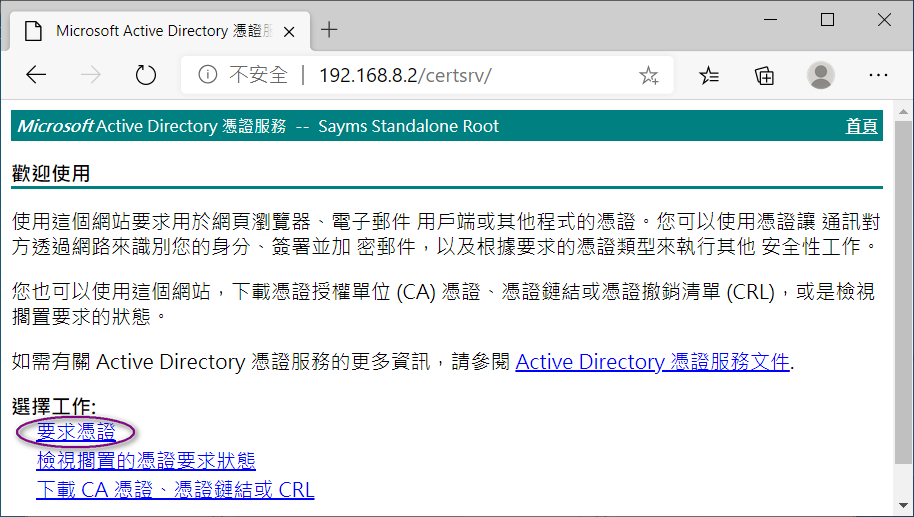 Microsoft Active Directory 憑證服
不安全 | 192.168.8.2/certsrv/
Microsoft Active Directory 憑證服務 -- Sayms Standalone Root 首頁
歡迎使用
使用這個網站要求用於網頁瀏覽器、電子郵件 用戶端或其他程式的憑證。您可以使用憑證讓 通訊對
方透過網路來識別您的身分、簽署並加 密郵件，以及根據要求的憑證類型來執行其他 安全性工作。
您也可以使用這個網站，下載憑證授權單位 (CA) 憑證、憑證鏈結或憑證撤銷清單 (CRL)，或是檢視
擱置要求的狀態。
如需有關 Active Directory 憑證服務的更多資訊，請參閱 Active Directory 憑證服務文件.
選擇工作:
要求憑證
檢視擱置的憑證要求狀態
下載 CA 憑證、憑證鏈結或 CRL